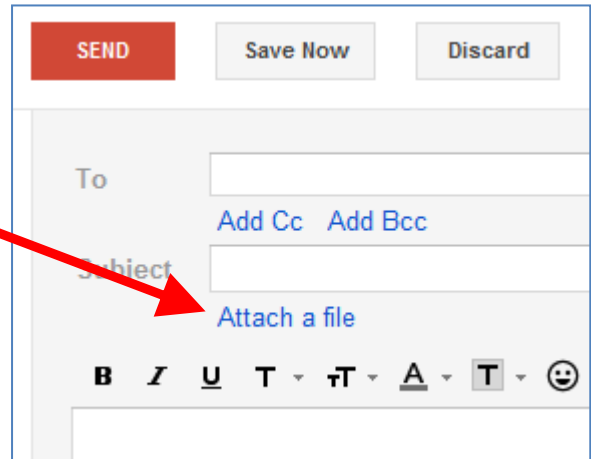 SEND Save Now Discard
To
Add Cc Add Bcc
Subject
Attach a file
B I U T T A T